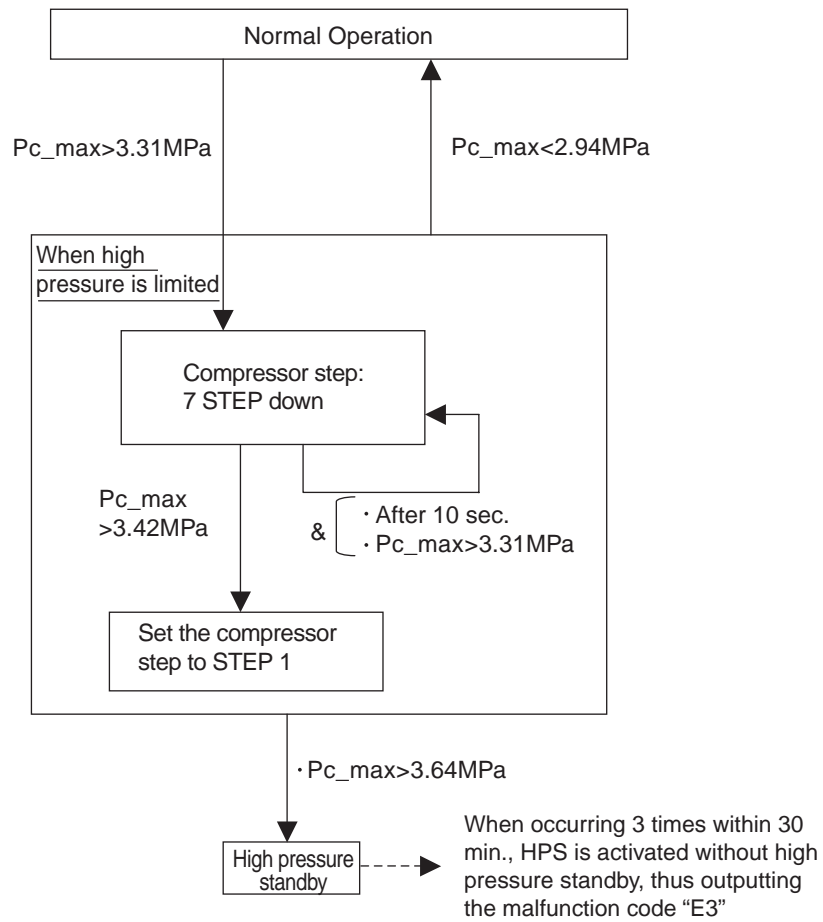 Normal Operation
Pc_max>3.31MPa
Pc_max<2.94MPa
When high
pressure is limited
Compressor step:
7 STEP down
Pc_max
>3.42MPa
&
・After 10 sec.
・Pc_max>3.31MPa
Set the compressor
step to STEP 1
・Pc_max>3.64MPa
High pressure
standby
When occurring 3 times within 30
min., HPS is activated without high
pressure standby, thus outputting
the malfunction code “E3”